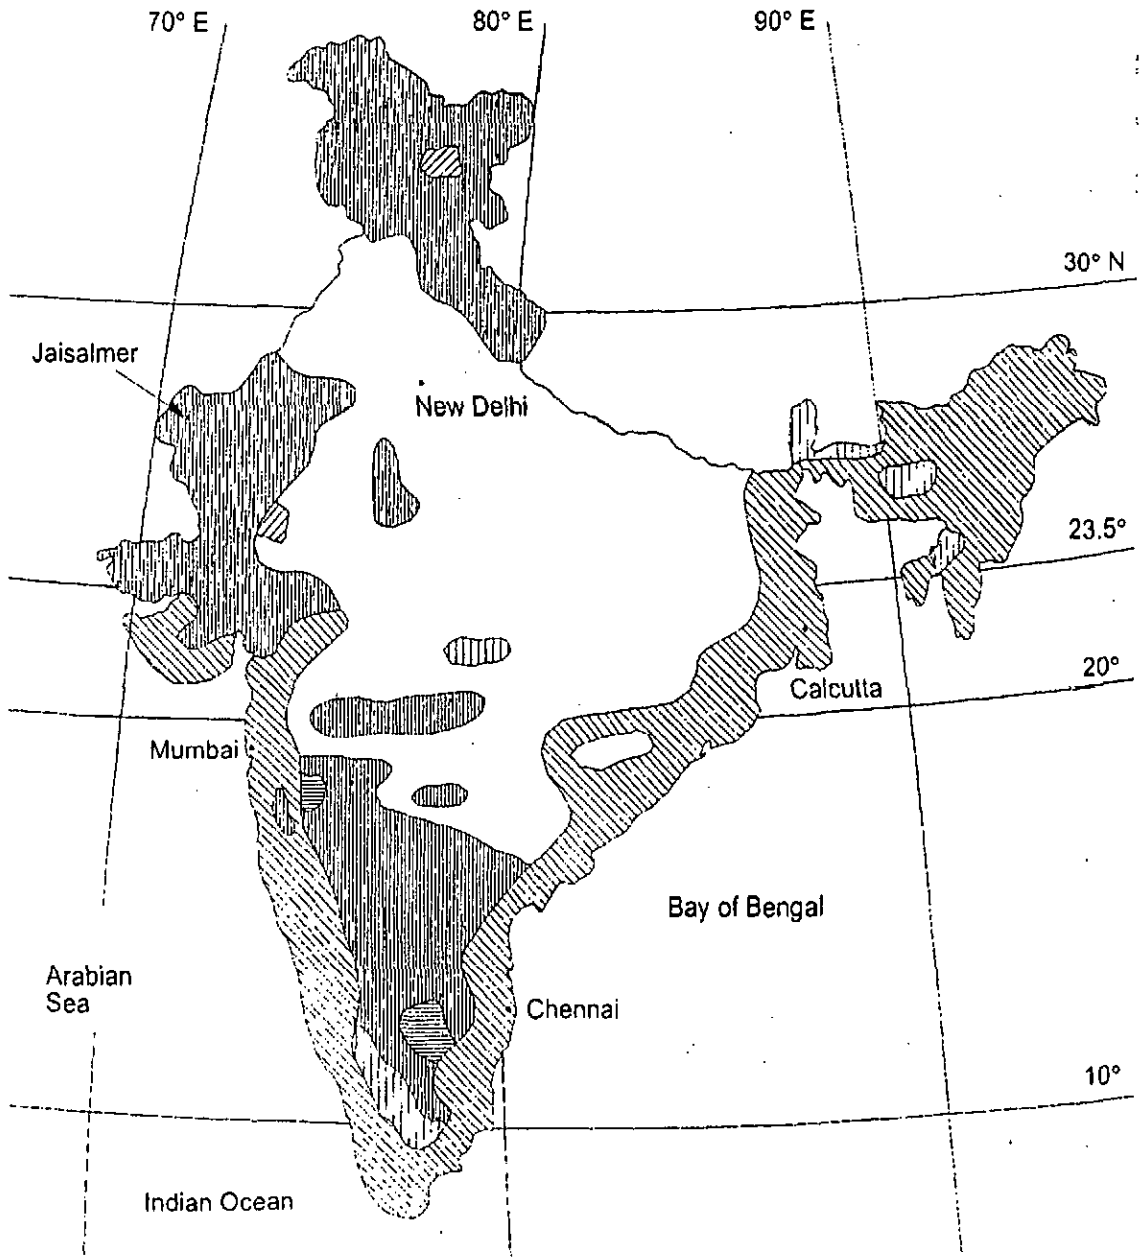 70° E
80° E
90° E
30° N
Jaisalmer
New Delhi
23.5°
20°
Calcutta
Mumbai
Bay of Bengal
Arabian
Sea
Chennai
10°
Indian Ocean